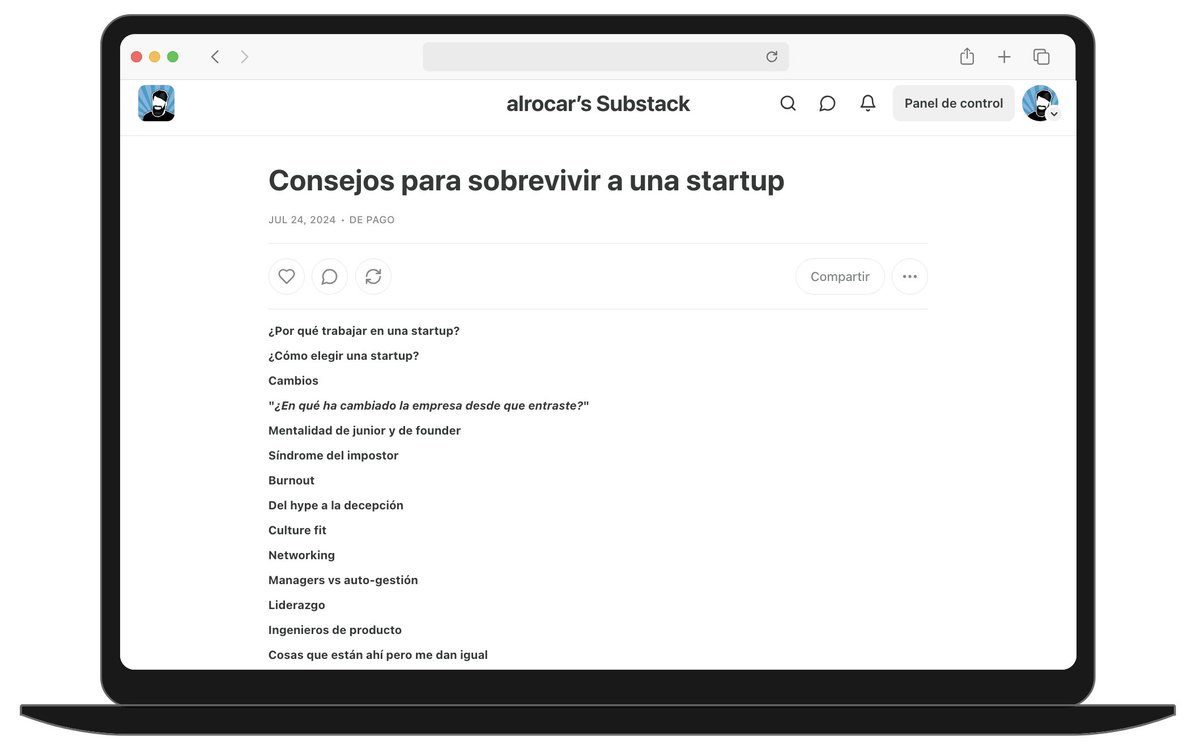 alrocar’s Substack
Panel de control
Consejos para sobrevivir a una startup
JUL 24, 2024 · DE PAGO
Compartir
¿Por qué trabajar en una startup?
¿Cómo elegir una startup?
Cambios
"¿En qué ha cambiado la empresa desde que entraste?"
Mentalidad de junior y de founder
Síndrome del impostor
Burnout
Del hype a la decepción
Culture fit
Networking
Managers vs auto-gestión
Liderazgo
Ingenieros de producto
Cosas que están ahí pero me dan igual